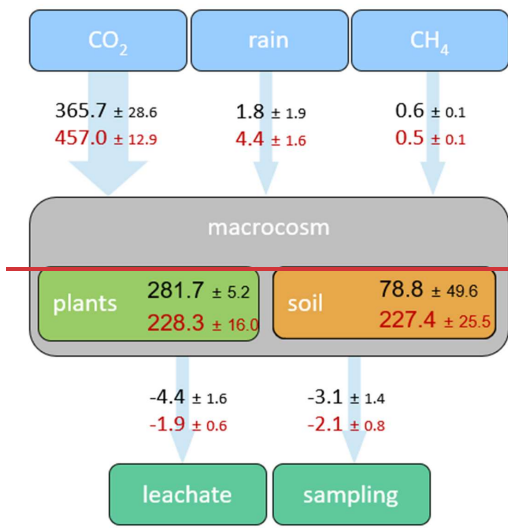 CO₂ rain CH₄
365.7 ± 28.6 1.8 ± 1.9 0.6 ± 0.1
457.0 ± 12.9 4.4 ± 1.6 0.5 ± 0.1
macrocosm
plants 281.7 ± 5.2
228.3 ± 16.0
soil 78.8 ± 49.6
227.4 ± 25.5
-4.4 ± 1.6 -3.1 ± 1.4
-1.9 ± 0.6 -2.1 ± 0.8
leachate sampling